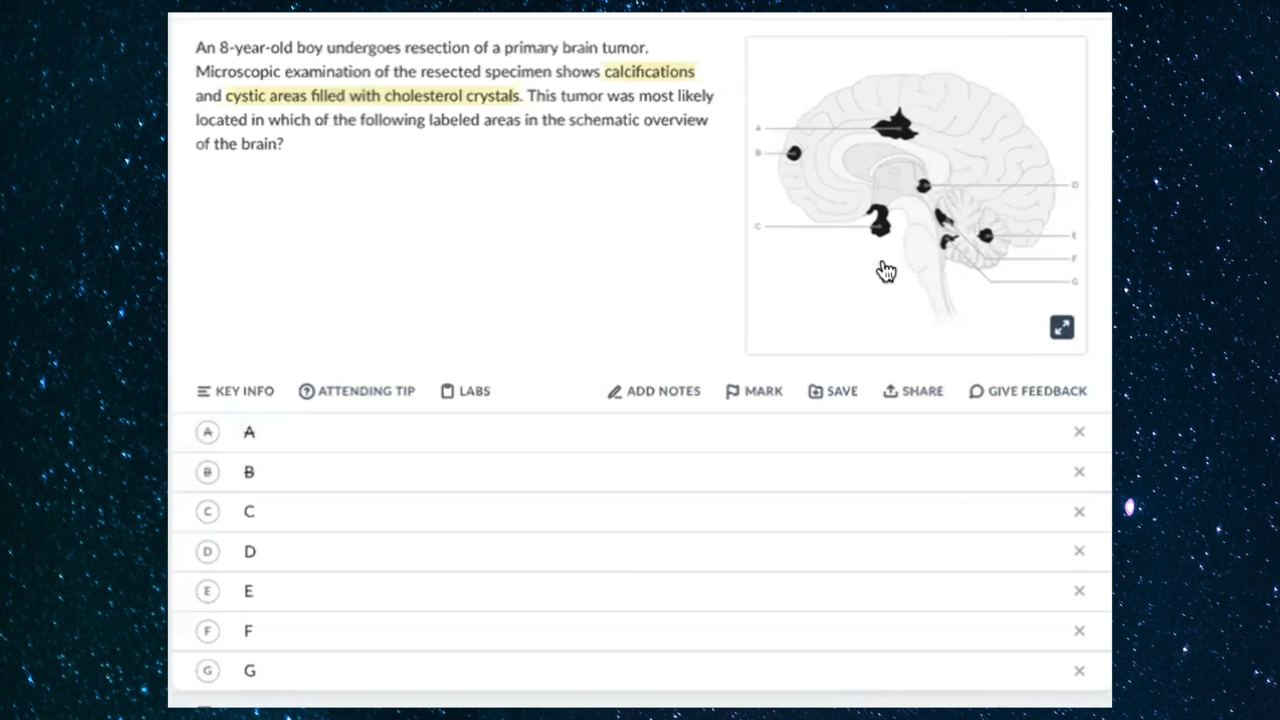 An 8-year-old boy undergoes resection of a primary brain tumor.
Microscopic examination of the resected specimen shows calcifications
and cystic areas filled with cholesterol crystals. This tumor was most likely
located in which of the following labeled areas in the schematic overview
of the brain?
A
B
C
D
E
F
G
KEY INFO
ATTENDING TIP
LABS
ADD NOTES
MARK
SAVE
SHARE
GIVE FEEDBACK
A A
B B
C C
D D
E E
F F
G G